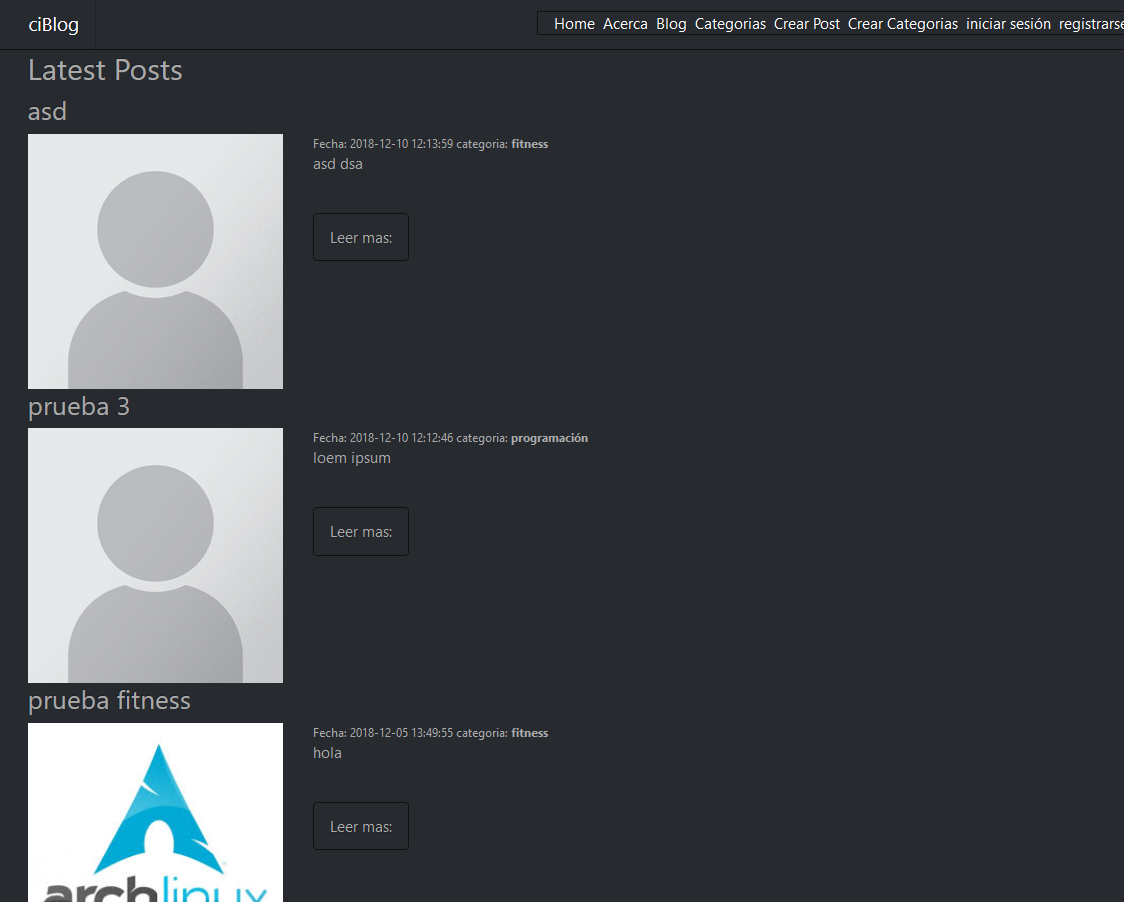 ciBlog
Home Acerca Blog Categorias Crear Post Crear Categorias iniciar sesión registrarse
Latest Posts
asd
Fecha: 2018-12-10 12:13:59 categoria: fitness
asd dsa
Leer mas:
prueba 3
Fecha: 2018-12-10 12:12:46 categoria: programación
loem ipsum
Leer mas:
prueba fitness
Fecha: 2018-12-05 13:49:55 categoria: fitness
hola
Leer mas:
archlinux